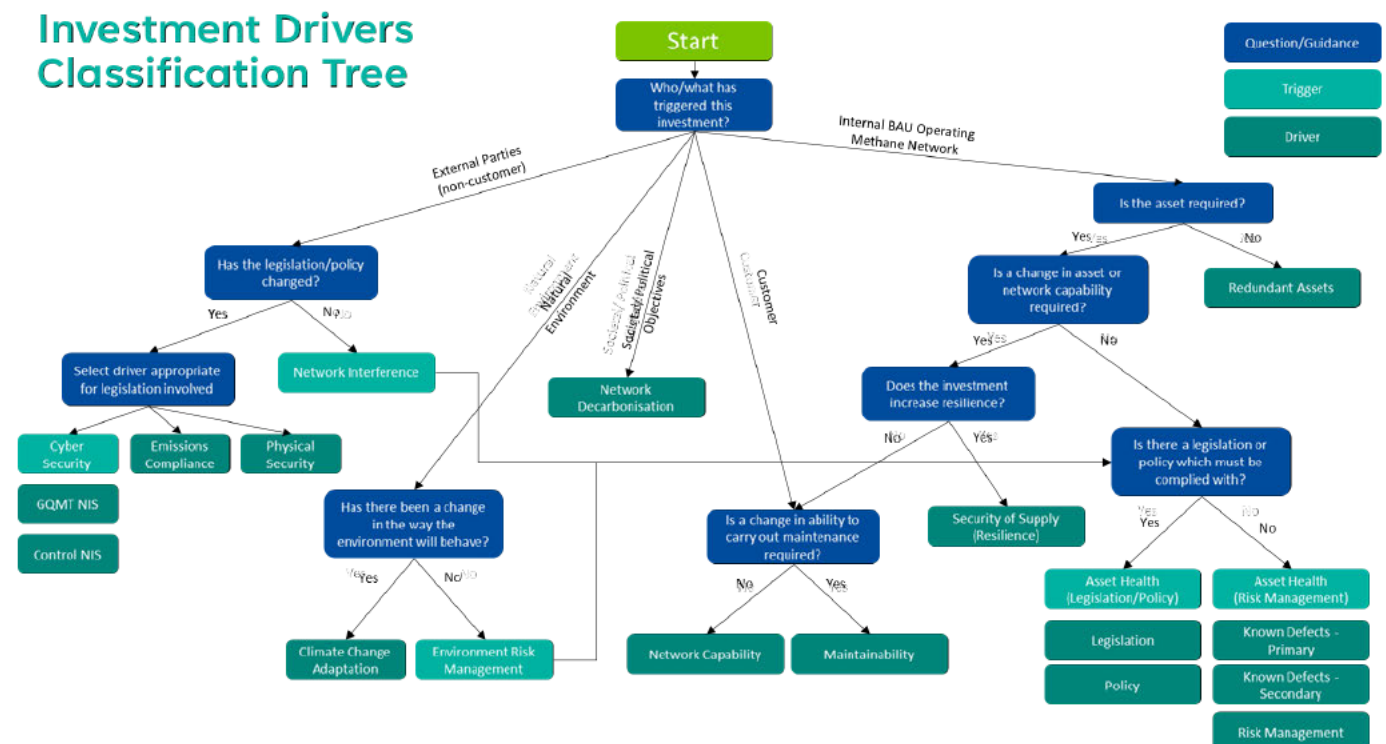 Investment Drivers
Classification Tree
Start
Question/Guidance
Trigger
Driver
Who/what has
triggered this
investment?
External Parties
(non-customer)
Natural
Environment
Societal/Political
Objectives
Customer
Internal BAU Operating
Methane Network
Is the asset required?
Yes
No
Has the legislation/policy
changed?
Is a change in asset or
network capability
required?
Redundant Assets
Yes
No
Yes
No
Select driver appropriate
for legislation involved
Network Interference
Network
Decarbonisation
Does the investment
increase resilience?
No
Yes
Cyber
Security
Emissions
Compliance
Physical
Security
Is there a legislation or
policy which must be
complied with?
GQMT NIS
Control NIS
Has there been a change
in the way the
environment will behave?
Is a change in ability to
carry out maintenance
required?
Security of Supply
(Resilience)
Yes
No
Yes
No
No
Yes
Asset Health
(Legislation/Policy)
Asset Health
(Risk Management)
Climate Change
Adaptation
Environment Risk
Management
Network Capability
Maintainability
Legislation
Known Defects -
Primary
Policy
Known Defects -
Secondary
Risk Management